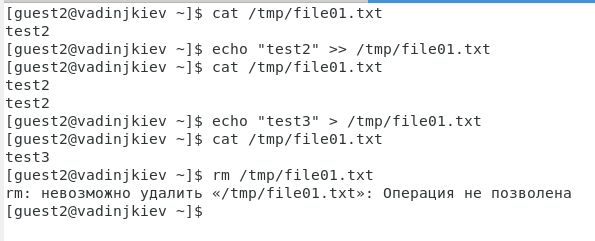 [guest2@vadinjkiev ~]$ cat /tmp/file01.txt
test2
[guest2@vadinjkiev ~]$ echo "test2" >> /tmp/file01.txt
[guest2@vadinjkiev ~]$ cat /tmp/file01.txt
test2
test2
[guest2@vadinjkiev ~]$ echo "test3" > /tmp/file01.txt
[guest2@vadinjkiev ~]$ cat /tmp/file01.txt
test3
[guest2@vadinjkiev ~]$ rm /tmp/file01.txt
rm: невозможно удалить «/tmp/file01.txt»: Операция не позволена
[guest2@vadinjkiev ~]$